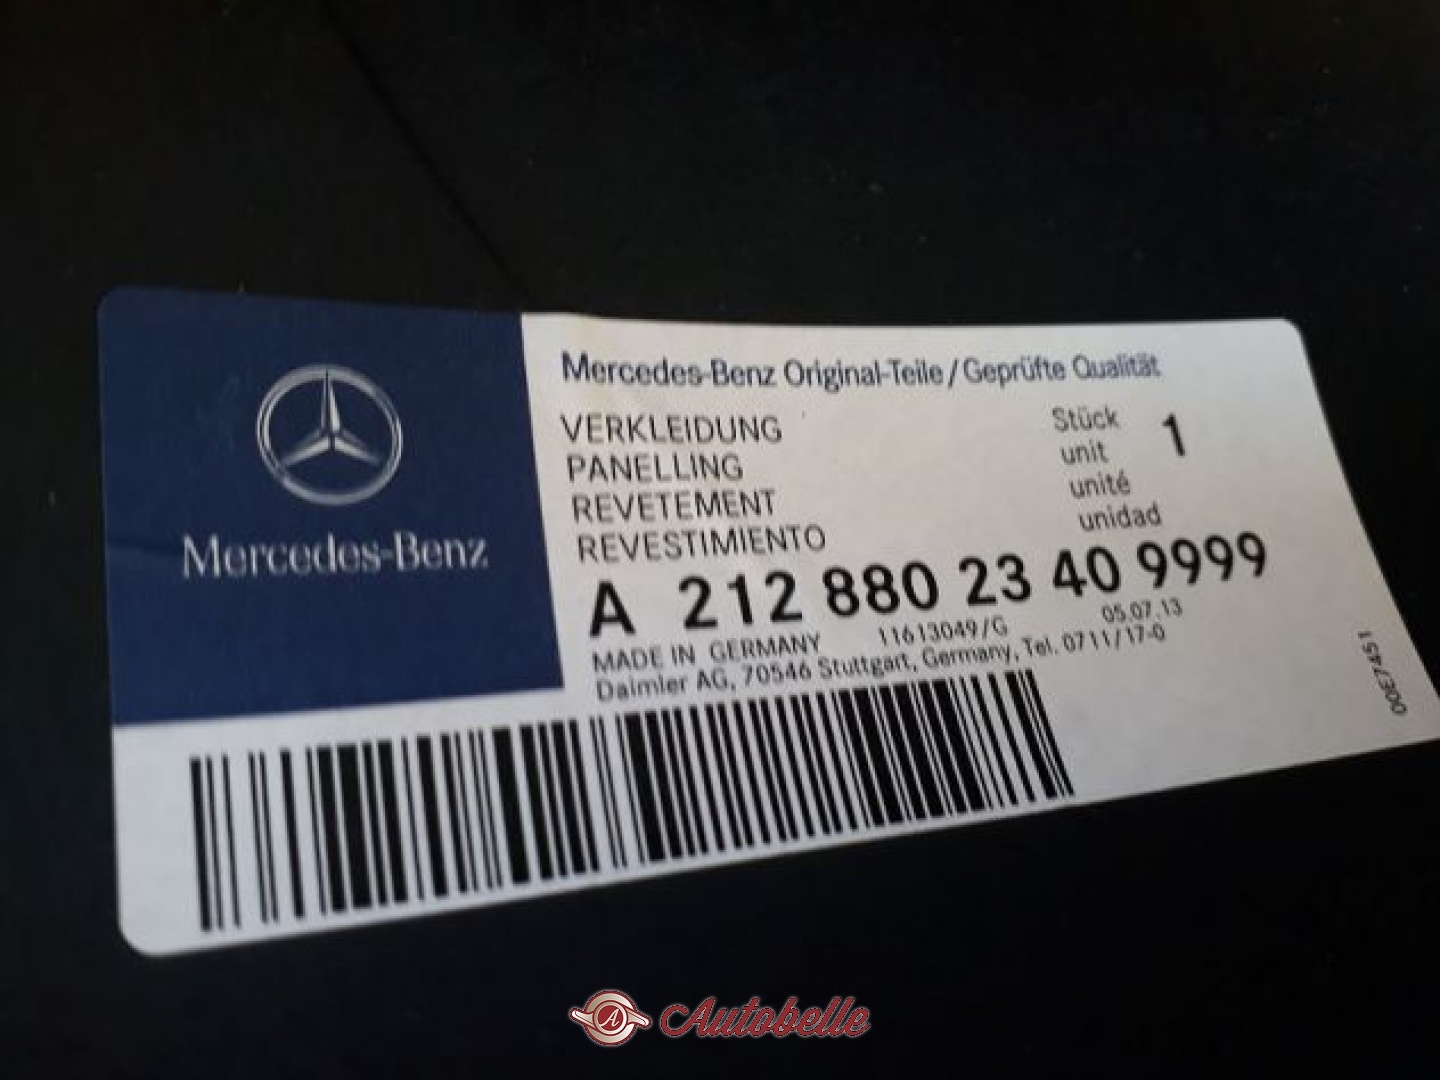 Mercedes-Benz
Mercedes-Benz Original-Teile/Geprüfte Qualität
VERKLEIDUNG
PANELLING
REVETEMENT
REVESTIMIENTO
Stück
unit
unité
unidad
1
A 212 880 23 40 9999
MADE IN GERMANY 11613049/G 05.07.13
Daimler AG, 70546 Stuttgart, Germany, Tel. 0711/17-0
00E7451
A Autobelle